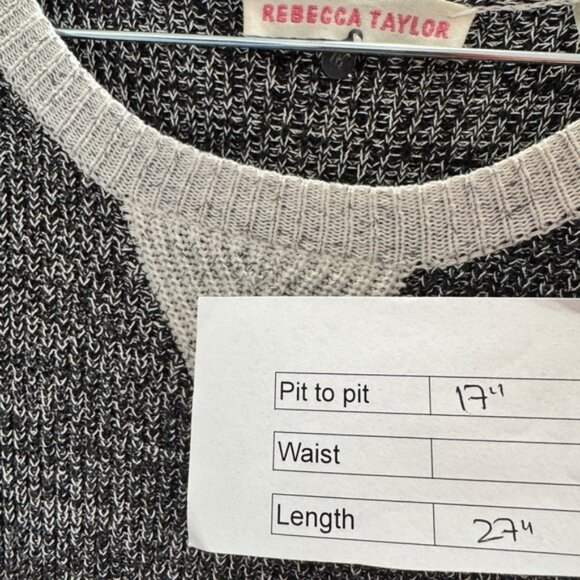 REBECCA TAYLOR
Pit to pit 17"
Waist
Length 27"